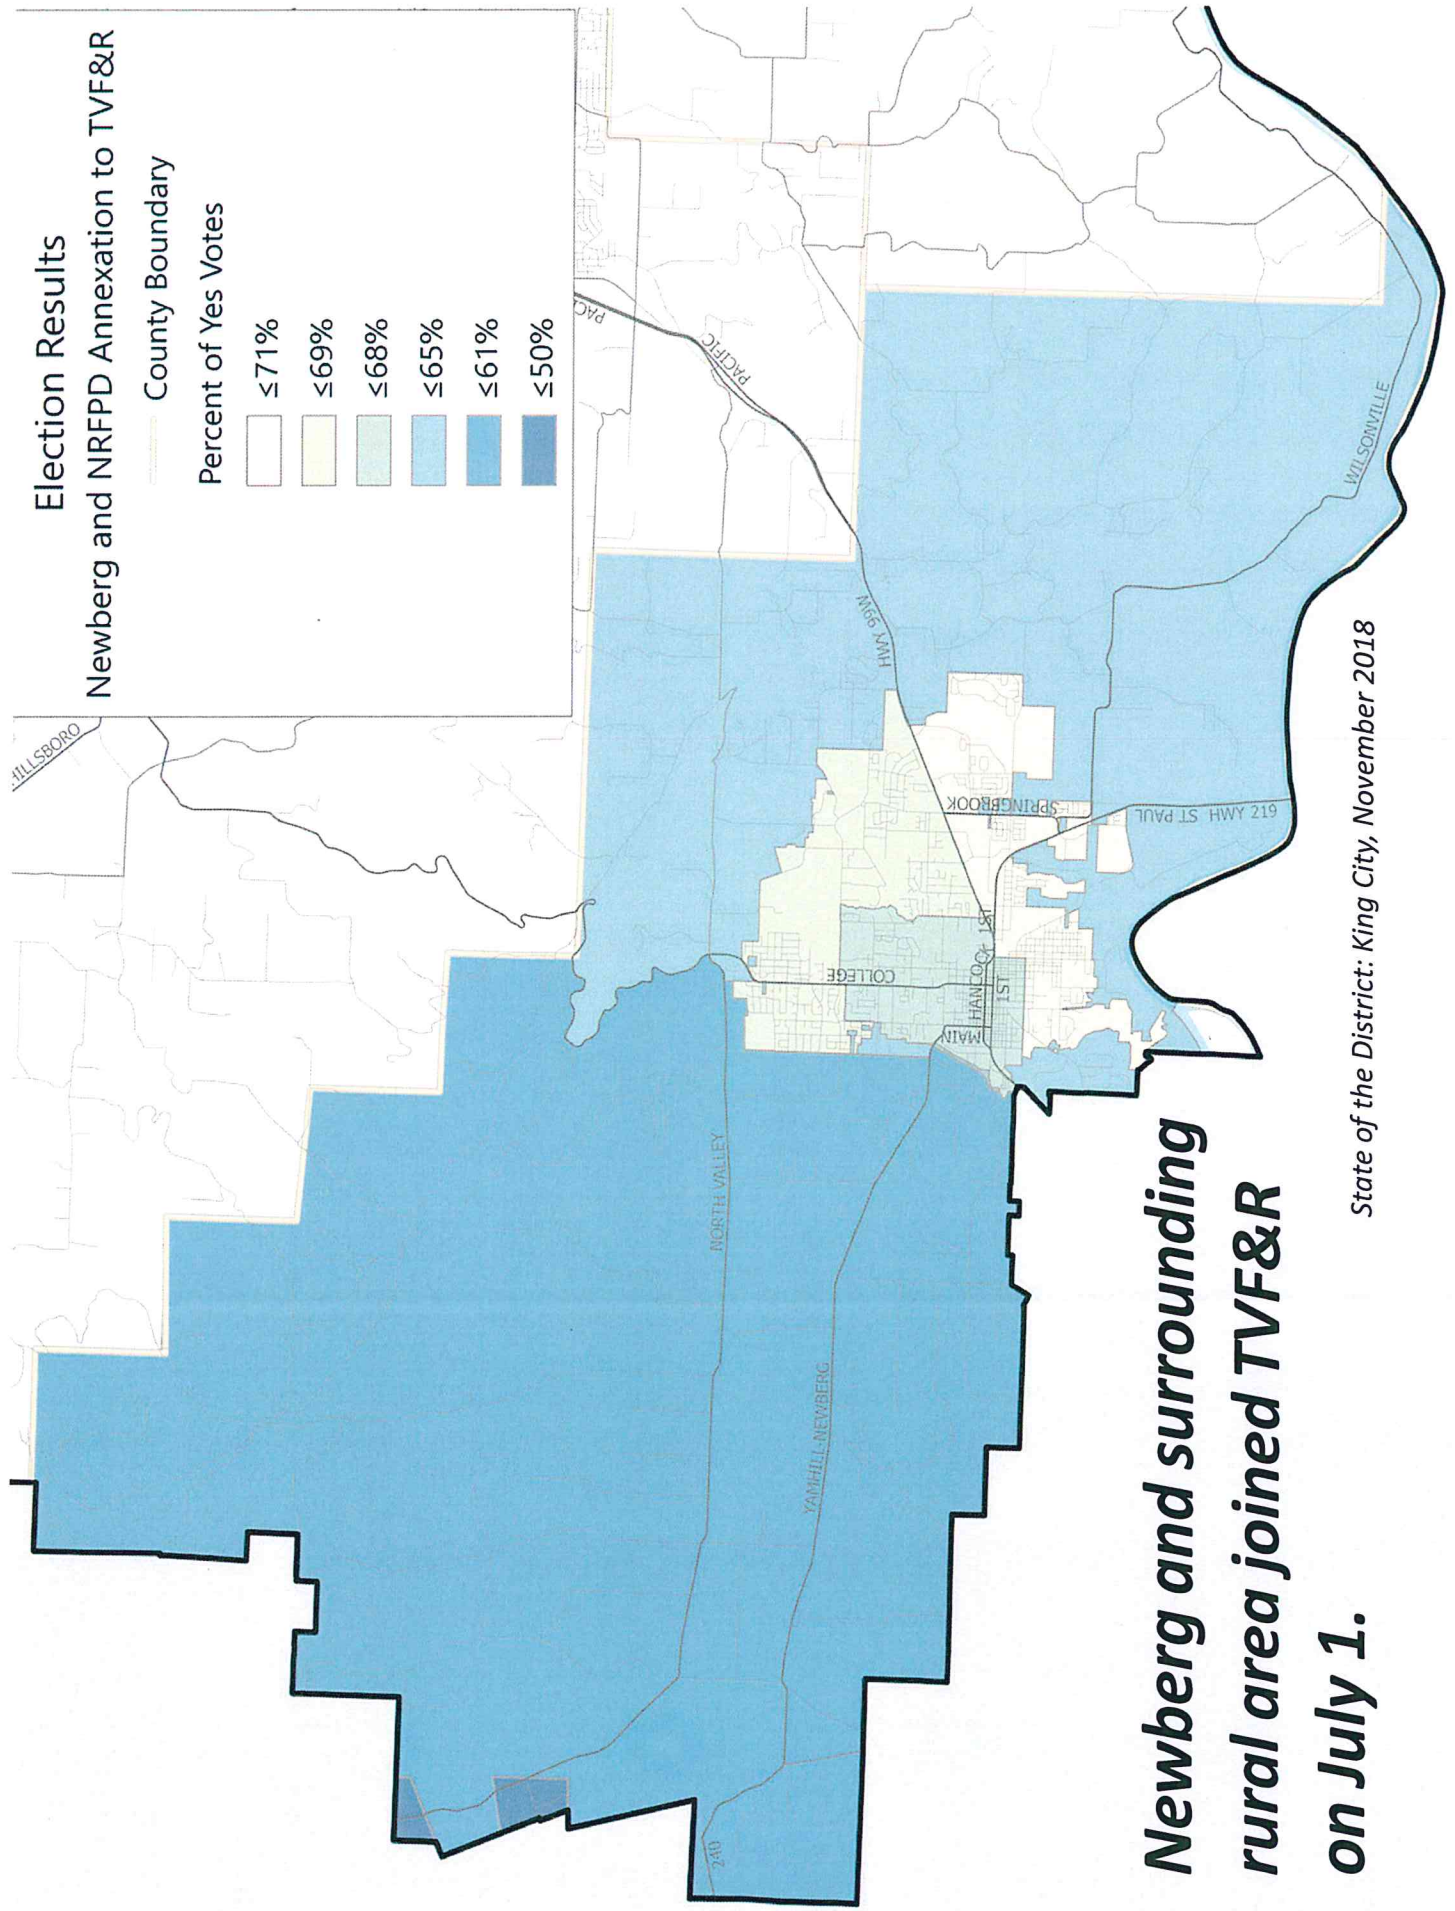 Election Results
Newberg and NRFPD Annexation to TVF&R
County Boundary
Percent of Yes Votes
≤71%
≤69%
≤68%
≤65%
≤61%
≤50%
HILLSBORO
PAC
PACIFIC
PACIFIC
HWY 99W
NORTH VALLEY
YAMHILL-NEWBERG
240
COLLEGE
MAIN
HANCOCK
1ST
1ST
SPRINGBROOK
ST PAUL HWY 219
WILSONVILLE
Newberg and surrounding
rural area joined TVF&R
on July 1.
State of the District: King City, November 2018